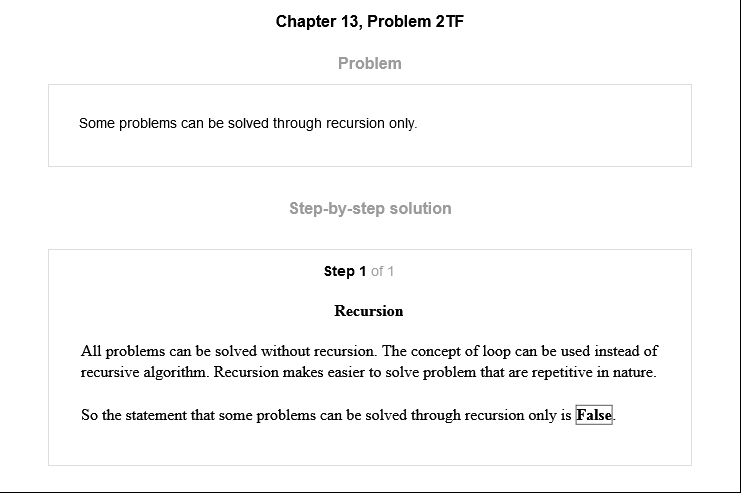 Chapter 13, Problem 2TF
Problem
Some problems can be solved through recursion only.
Step-by-step solution
Step 1 of 1
Recursion
All problems can be solved without recursion. The concept of loop can be used instead of
recursive algorithm. Recursion makes easier to solve problem that are repetitive in nature.
So the statement that some problems can be solved through recursion only is False.